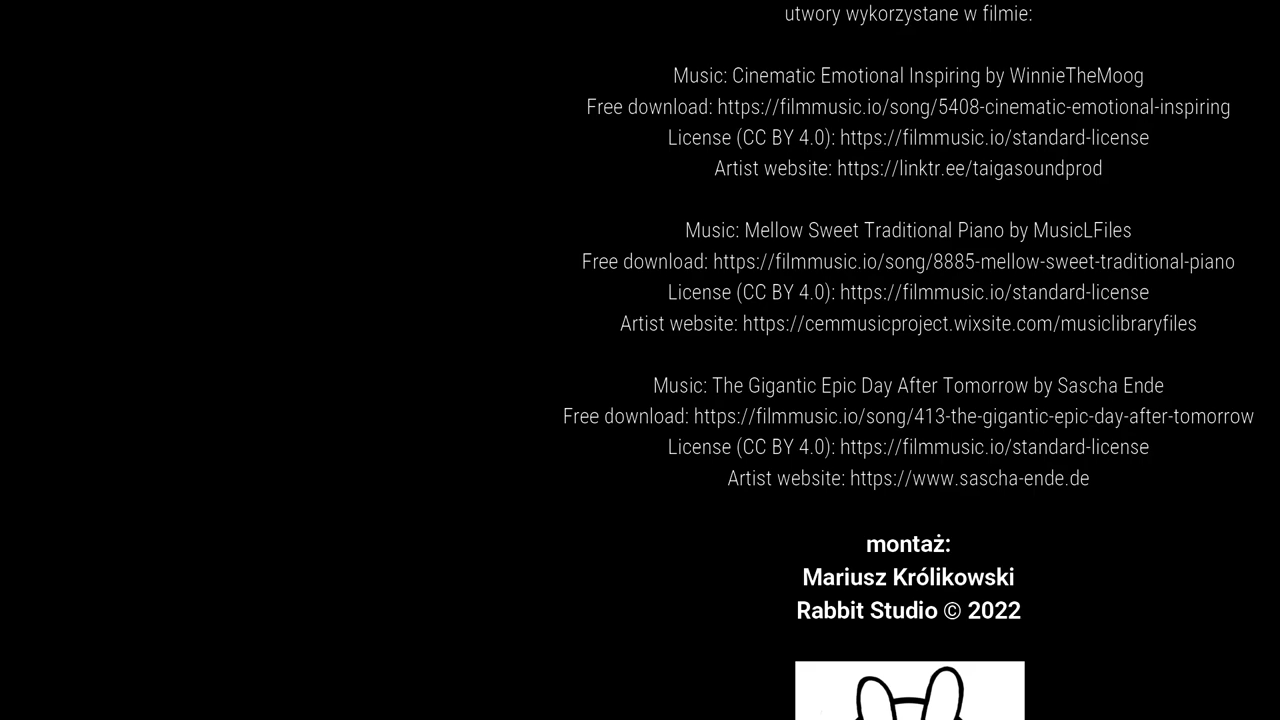 utwory wykorzystane w filmie:
Music: Cinematic Emotional Inspiring by WinnieTheMoog
Free download: https://filmmusic.io/song/5408-cinematic-emotional-inspiring
License (CC BY 4.0): https://filmmusic.io/standard-license
Artist website: https://linktr.ee/taigasoundprod
Music: Mellow Sweet Traditional Piano by MusicLFiles
Free download: https://filmmusic.io/song/8885-mellow-sweet-traditional-piano
License (CC BY 4.0): https://filmmusic.io/standard-license
Artist website: https://cemmusicproject.wixsite.com/musiclibraryfiles
Music: The Gigantic Epic Day After Tomorrow by Sascha Ende
Free download: https://filmmusic.io/song/413-the-gigantic-epic-day-after-tomorrow
License (CC BY 4.0): https://filmmusic.io/standard-license
Artist website: https://www.sascha-ende.de
montaż:
Mariusz Królikowski
Rabbit Studio © 2022